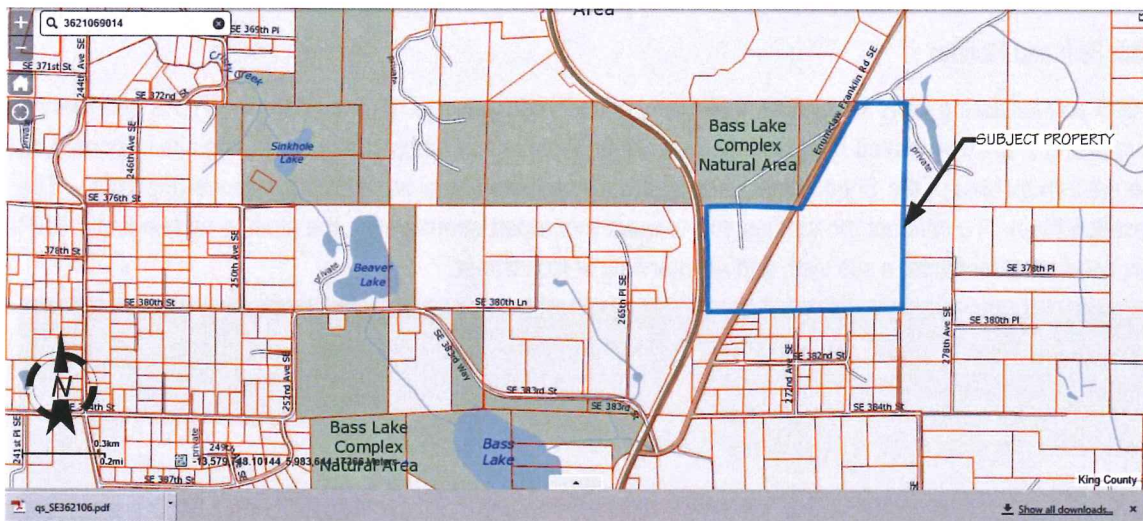 Area
3621069014
SE 369th Pl
SE 371st St
244th Ave SE
SE 372nd St
Creek
private
246th Ave SE
Sinkhole
Lake
Bass Lake
Complex
Natural Area
Enumclaw Franklin Rd SE
private
SUBJECT PROPERTY
SE 376th St
378th St
250th Ave SE
private
Beaver
Lake
SE 380th St
SE 380th Ln
265th Pl SE
SE 378th Pl
SE 380th Pl
278th Ave SE
SE 382nd St
272nd Ave SE
SE 383rd Way
SE 383rd St
SE 383rd St
SE 384th St
N
252nd Ave SE
241st Pl SE
private
249th
0.3km
0.2mi
SE 387th St
Bass Lake
Complex
Natural Area
Bass
Lake
King County
qs_SE362106.pdf
Show all downloads...